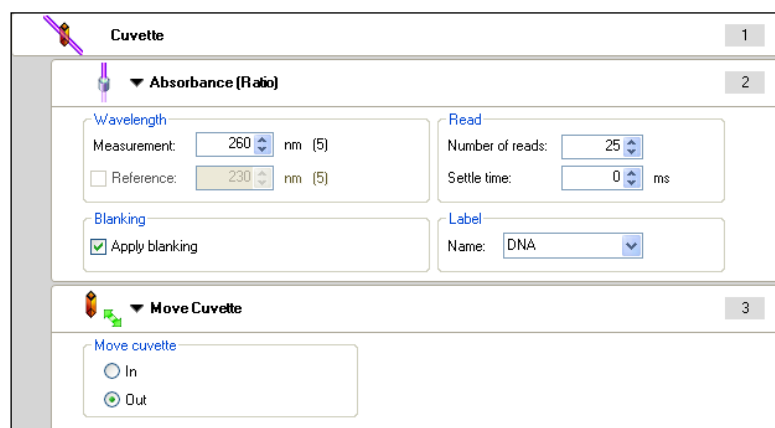 Cuvette 1
Absorbance (Ratio) 2
Wavelength Read
Measurement: 260 nm (5) Number of reads: 25
Reference: 230 nm (5) Settle time: 0 ms
Blanking Label
Apply blanking Name: DNA
Move Cuvette 3
Move cuvette
In
Out